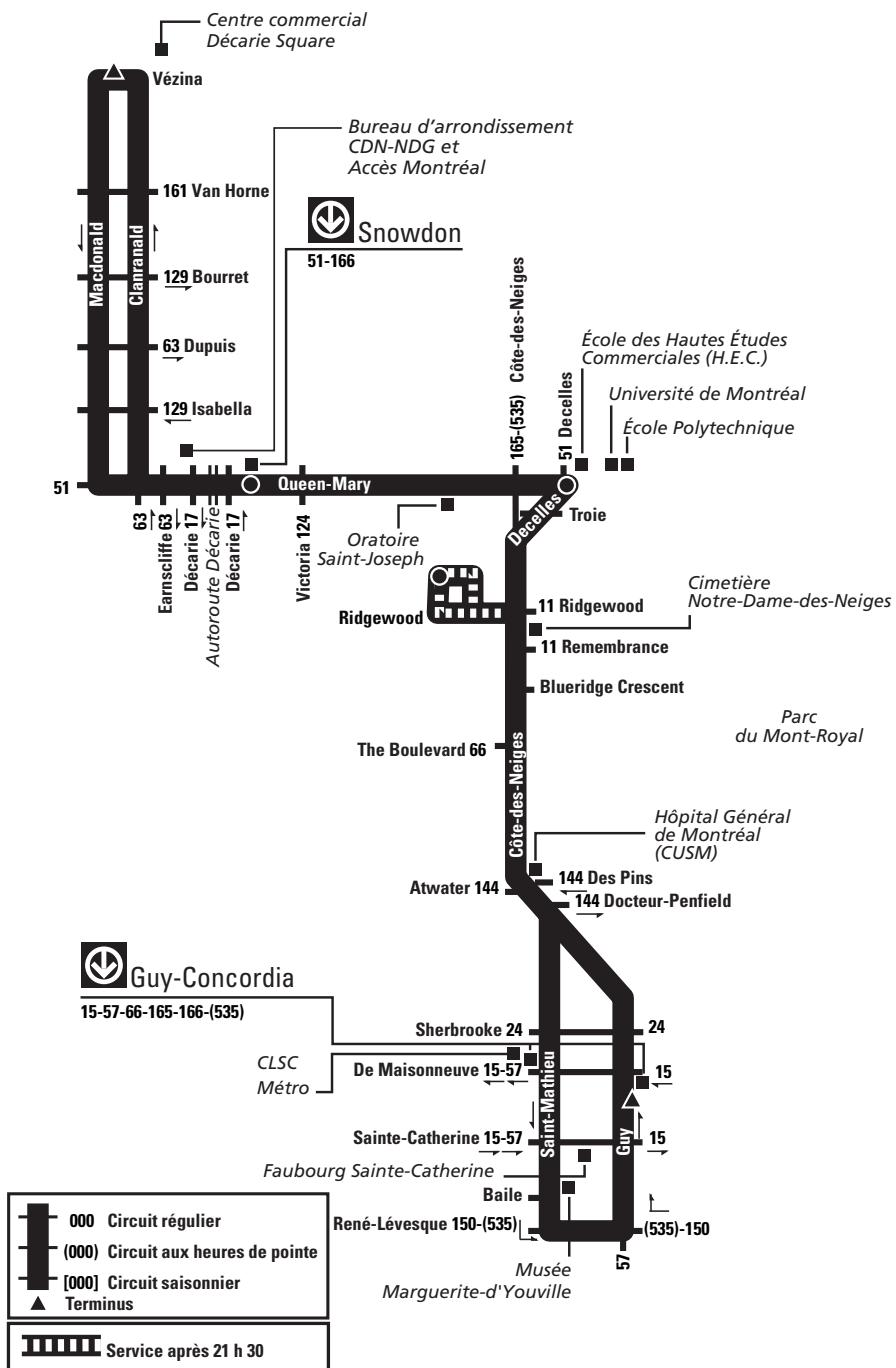 Centre commercial
Décarie Square
Vézina
Bureau d'arrondissement
CDN-NDG et
Accès Montréal
161 Van Horne
Snowdon
51-166
Macdonald
Clanranald
129 Bourret
63 Dupuis
129 Isabella
165-(535) Côte-des-Neiges
51 Decelles
École des Hautes Études
Commerciales (H.E.C.)
Université de Montréal
École Polytechnique
51
Queen-Mary
63
Earnscliffe 63
Décarie 17
Autoroute Décarie
Décarie 17
Victoria 124
Oratoire
Saint-Joseph
Decelles
Troie
Ridgewood
11 Ridgewood
Cimetière
Notre-Dame-des-Neiges
11 Remembrance
Blueridge Crescent
Parc
du Mont-Royal
The Boulevard 66
Côte-des-Neiges
Hôpital Général
de Montréal
(CUSM)
Atwater 144
144 Des Pins
144 Docteur-Penfield
Guy-Concordia
15-57-66-165-166-(535)
Sherbrooke 24
24
CLSC
Métro
De Maisonneuve 15-57
15
Saint-Mathieu
Guy
Sainte-Catherine 15-57
15
Faubourg Sainte-Catherine
Baile
René-Lévesque 150-(535)
(535)-150
57
Musée
Marguerite-d'Youville
000 Circuit régulier
(000) Circuit aux heures de pointe
[000] Circuit saisonnier
Terminus
Service après 21 h 30